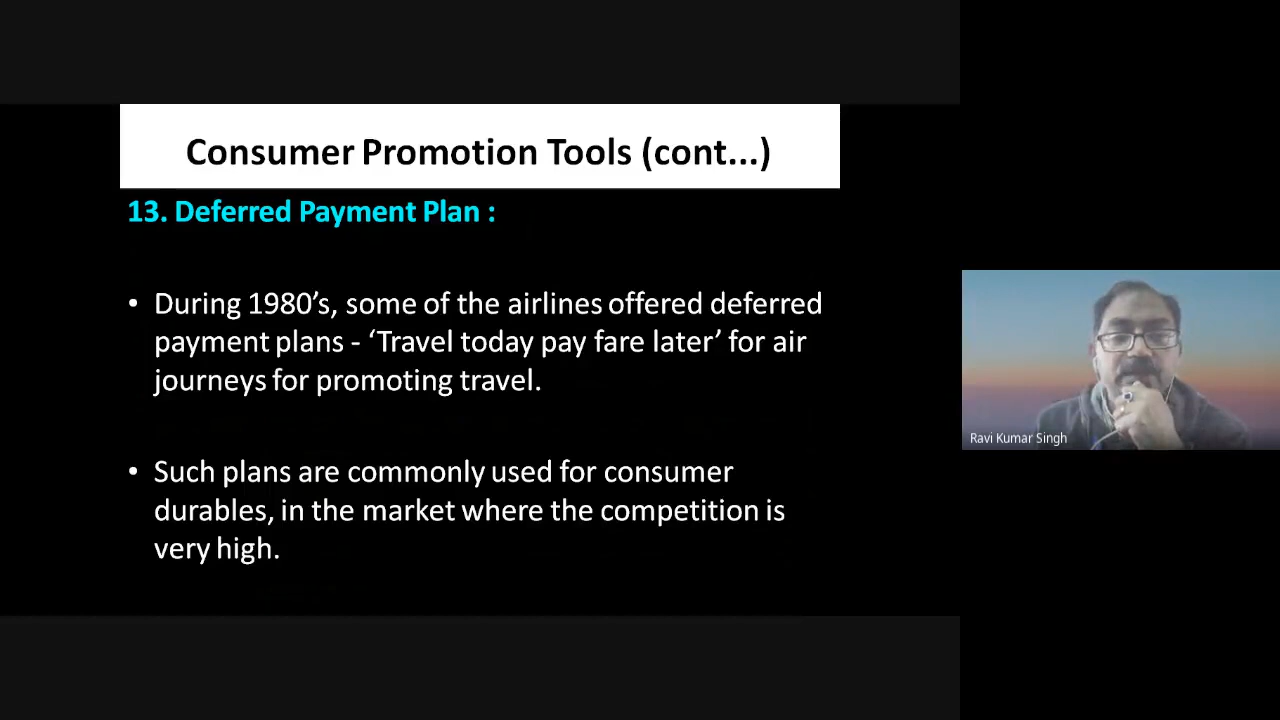 Consumer Promotion Tools (cont...)
13. Deferred Payment Plan :
• During 1980’s, some of the airlines offered deferred
payment plans - ‘Travel today pay fare later’ for air
journeys for promoting travel.
• Such plans are commonly used for consumer
durables, in the market where the competition is
very high.
Ravi Kumar Singh